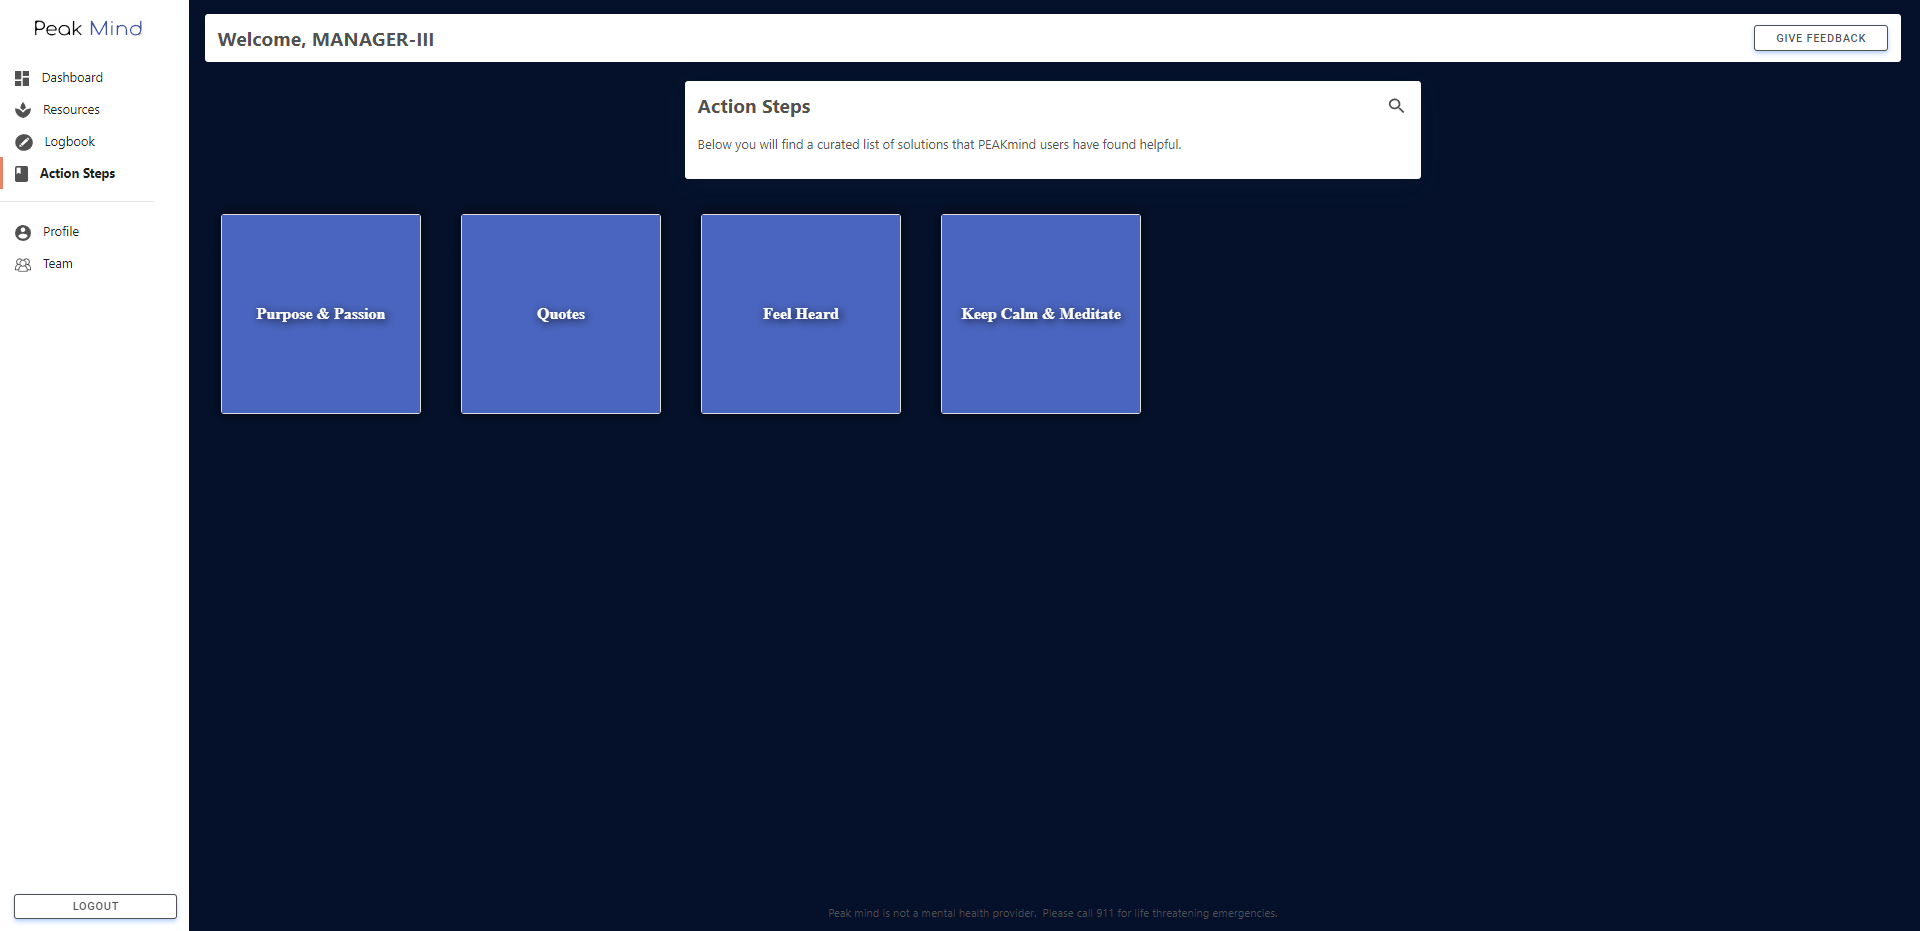 Peak Mind
Dashboard
Resources
Logbook
Action Steps
Profile
Team
LOGOUT
Welcome, MANAGER-III
GIVE FEEDBACK
Action Steps
Below you will find a curated list of solutions that PEAKmind users have found helpful.
Purpose & Passion
Quotes
Feel Heard
Keep Calm & Meditate
Peak mind is not a mental health provider. Please call 911 for life threatening emergencies.